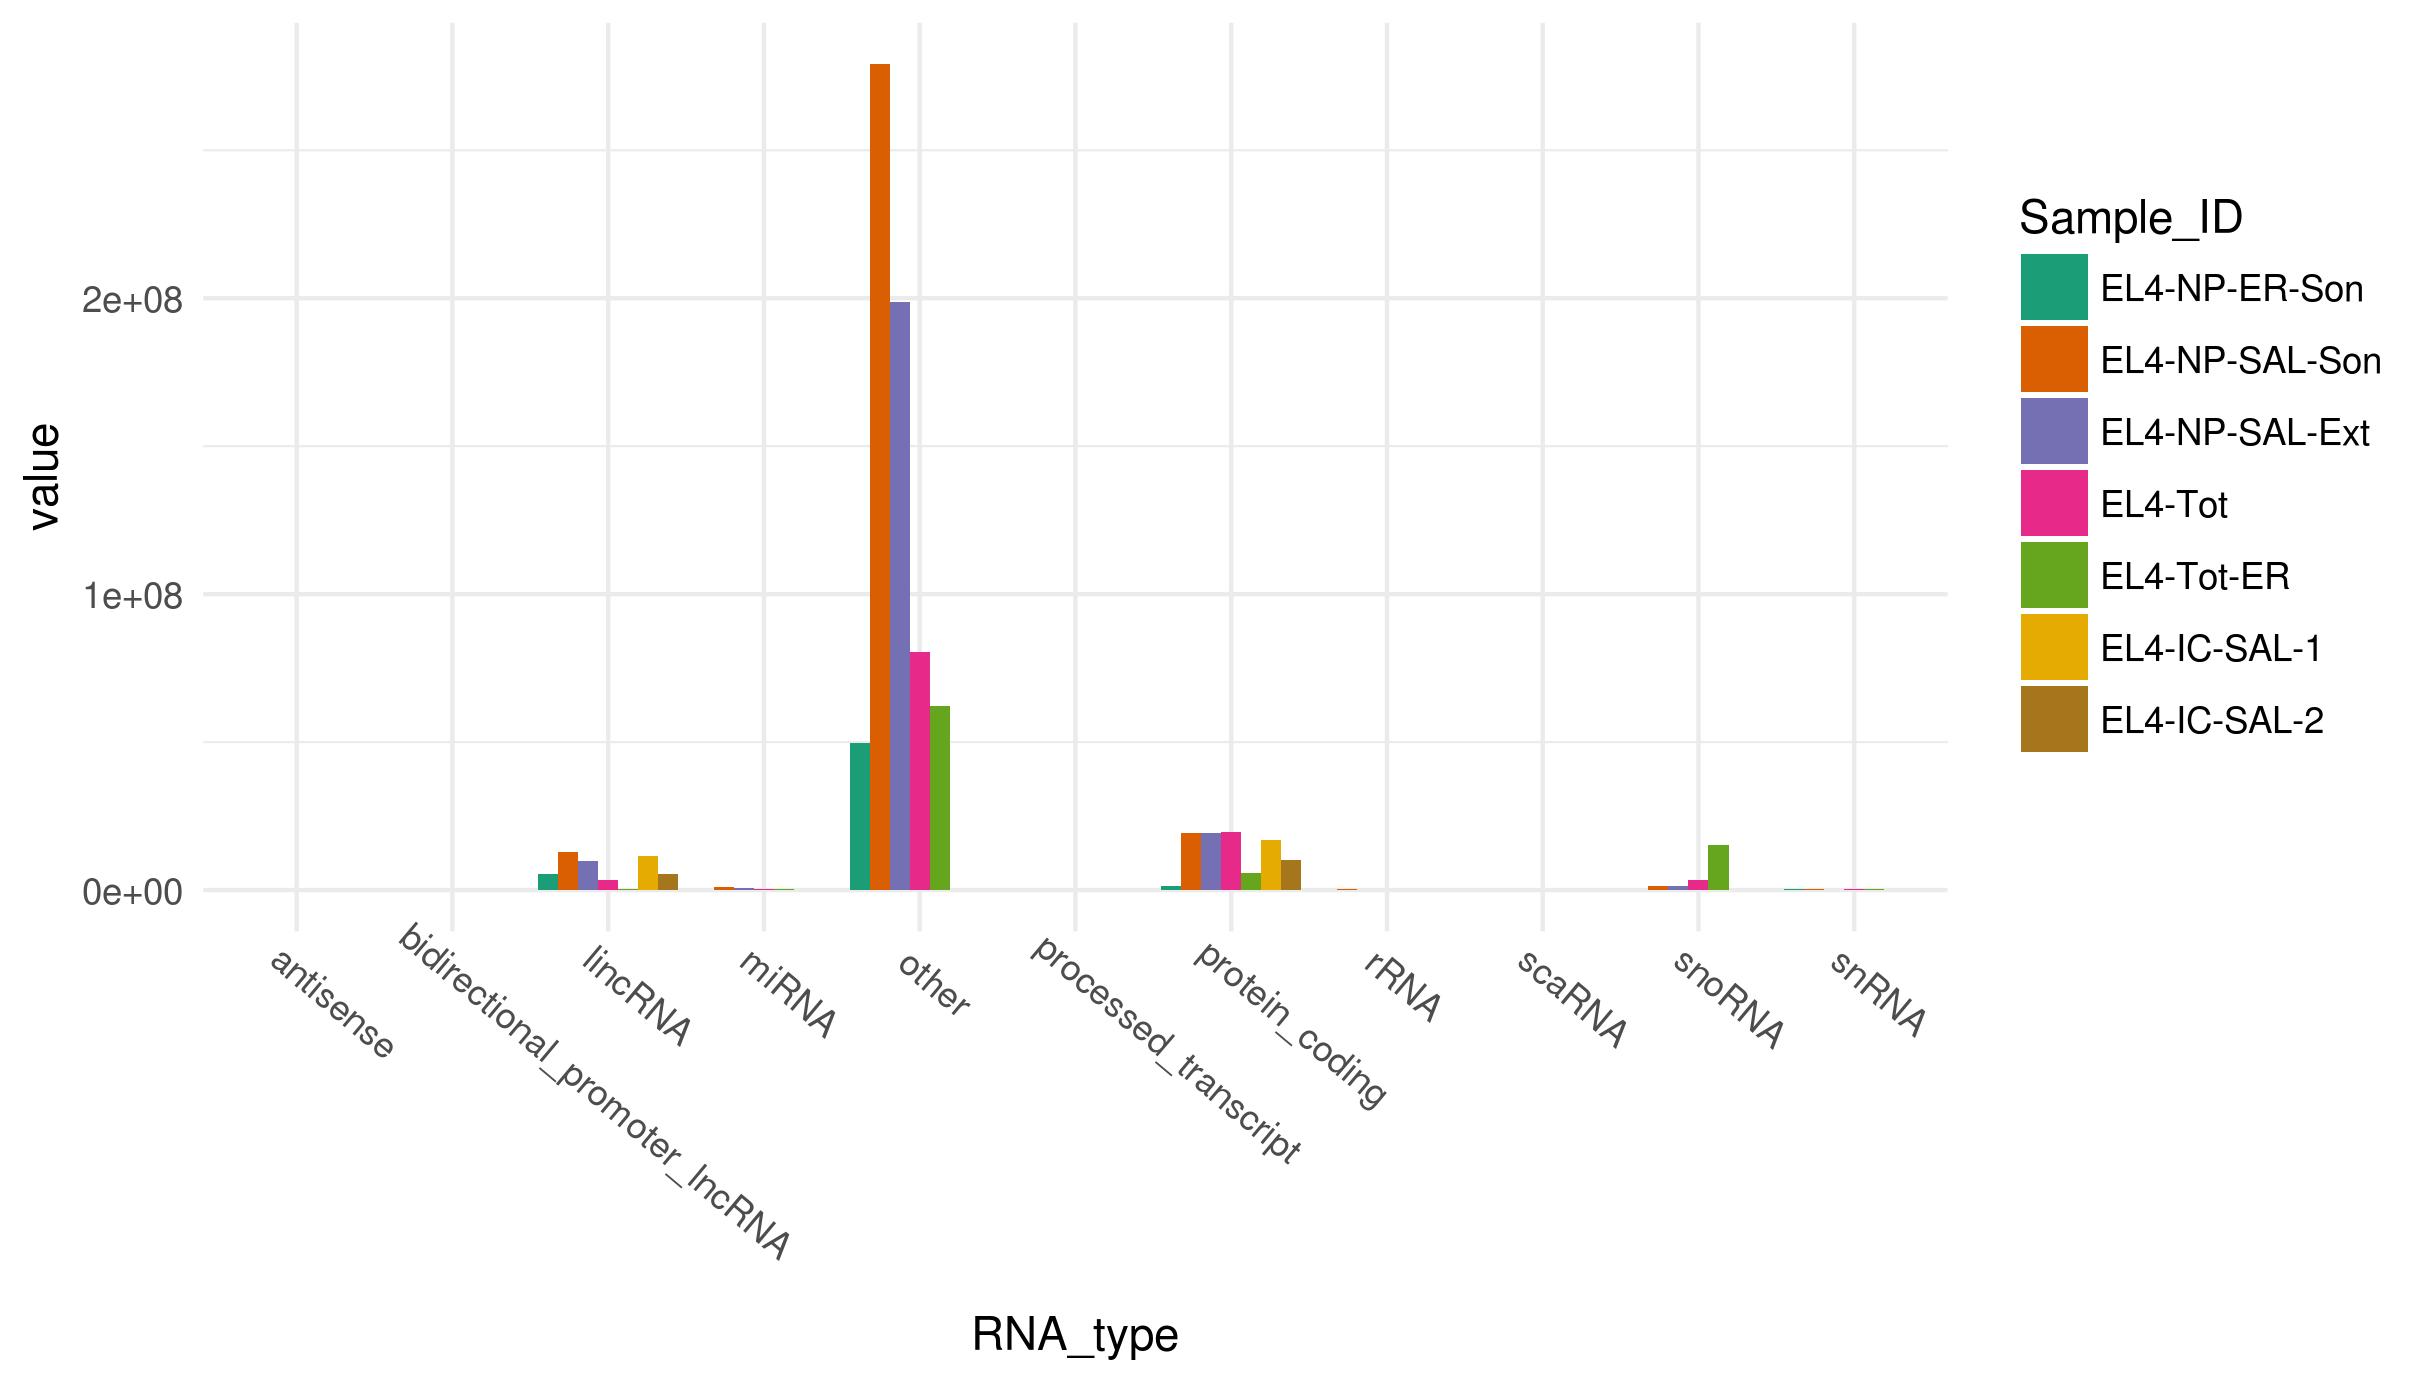 value
2e+08
1e+08
0e+00
antisense
bidirectional_promoter_lncRNA
lincRNA
miRNA
other
processed_transcript
protein_coding
rRNA
scaRNA
snoRNA
snRNA
RNA_type
Sample_ID
EL4-NP-ER-Son
EL4-NP-SAL-Son
EL4-NP-SAL-Ext
EL4-Tot
EL4-Tot-ER
EL4-IC-SAL-1
EL4-IC-SAL-2